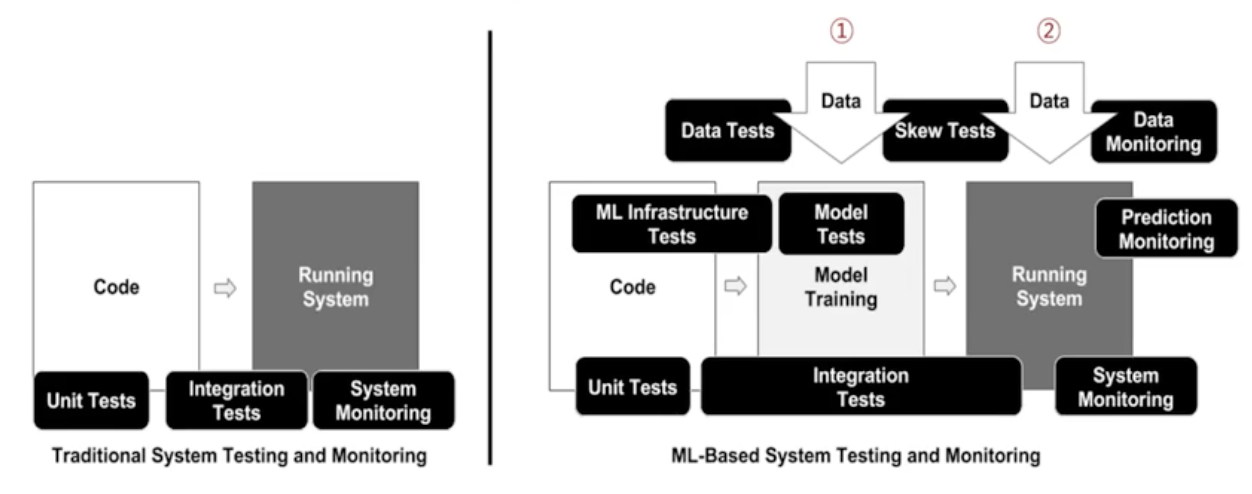 Code
Running
System
Unit Tests
Integration
Tests
System
Monitoring
Traditional System Testing and Monitoring
①
②
Data
Data
Data Tests
Skew Tests
Data
Monitoring
ML Infrastructure
Tests
Model
Tests
Prediction
Monitoring
Code
Model
Training
Running
System
Unit Tests
Integration
Tests
System
Monitoring
ML-Based System Testing and Monitoring